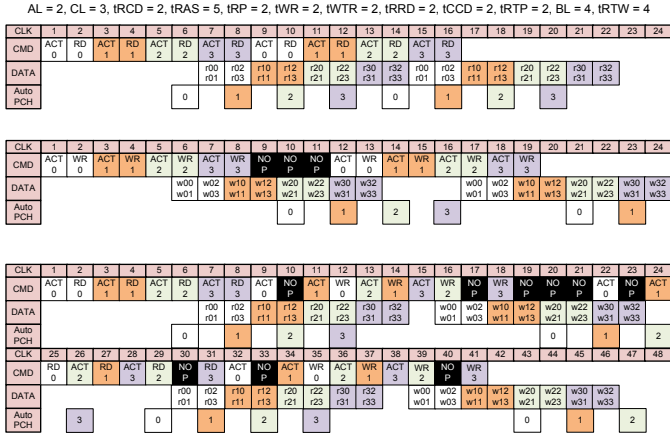 AL = 2, CL = 3, tRCD = 2, tRAS = 5, tRP = 2, tWR = 2, tWTR = 2, tRRD = 2, tCCD = 2, tRTP = 2, BL = 4, tRTW = 4
CLK 1 2 3 4 5 6 7 8 9 10 11 12 13 14 15 16 17 18 19 20 21 22 23 24
CMD ACT RD ACT RD ACT RD ACT RD ACT RD ACT RD ACT RD ACT RD
0 0 1 1 2 2 3 3 0 0 1 1 2 2 3 3
DATA r00 r02 r10 r12 r20 r22 r30 r32 r00 r02 r10 r12 r20 r22 r30 r32
r01 r03 r11 r13 r21 r23 r31 r33 r01 r03 r11 r13 r21 r23 r31 r33
Auto
PCH 0 1 2 3 0 1 2 3
CLK 1 2 3 4 5 6 7 8 9 10 11 12 13 14 15 16 17 18 19 20 21 22 23 24
CMD ACT WR ACT WR ACT WR ACT WR NO NO NO ACT WR ACT WR ACT WR ACT WR
0 0 1 1 2 2 3 3 P P P 0 0 1 1 2 2 3 3
DATA w00 w02 w10 w12 w20 w22 w30 w32 w00 w02 w10 w12 w20 w22 w30 w32
w01 w03 w11 w13 w21 w23 w31 w33 w01 w03 w11 w13 w21 w23 w31 w33
Auto
PCH 0 1 2 3 0 1
CLK 1 2 3 4 5 6 7 8 9 10 11 12 13 14 15 16 17 18 19 20 21 22 23 24
CMD ACT RD ACT RD ACT RD ACT RD ACT NO ACT WR ACT WR ACT WR NO WR NO NO NO ACT NO ACT
0 0 1 1 2 2 3 3 0 P 1 0 2 1 3 2 P 3 P P P 0 P 1
DATA r00 r02 r10 r12 r20 r22 r30 r32 w00 w02 w10 w12 w20 w22 w30 w32
r01 r03 r11 r13 r21 r23 r31 r33 w01 w03 w11 w13 w21 w23 w31 w33
Auto
PCH 0 1 2 3 0 1 2
CLK 25 26 27 28 29 30 31 32 33 34 35 36 37 38 39 40 41 42 43 44 45 46 47 48
CMD RD ACT RD ACT RD NO RD ACT NO ACT WR ACT WR ACT WR NO WR
0 2 1 3 2 P 3 0 P 1 0 2 1 3 2 P 3
DATA r00 r02 r10 r12 r20 r22 r30 r32 w00 w02 w10 w12 w20 w22 w30 w32
r01 r03 r11 r13 r21 r23 r31 r33 w01 w03 w11 w13 w21 w23 w31 w33
Auto
PCH 3 0 1 2 3 0 1 2